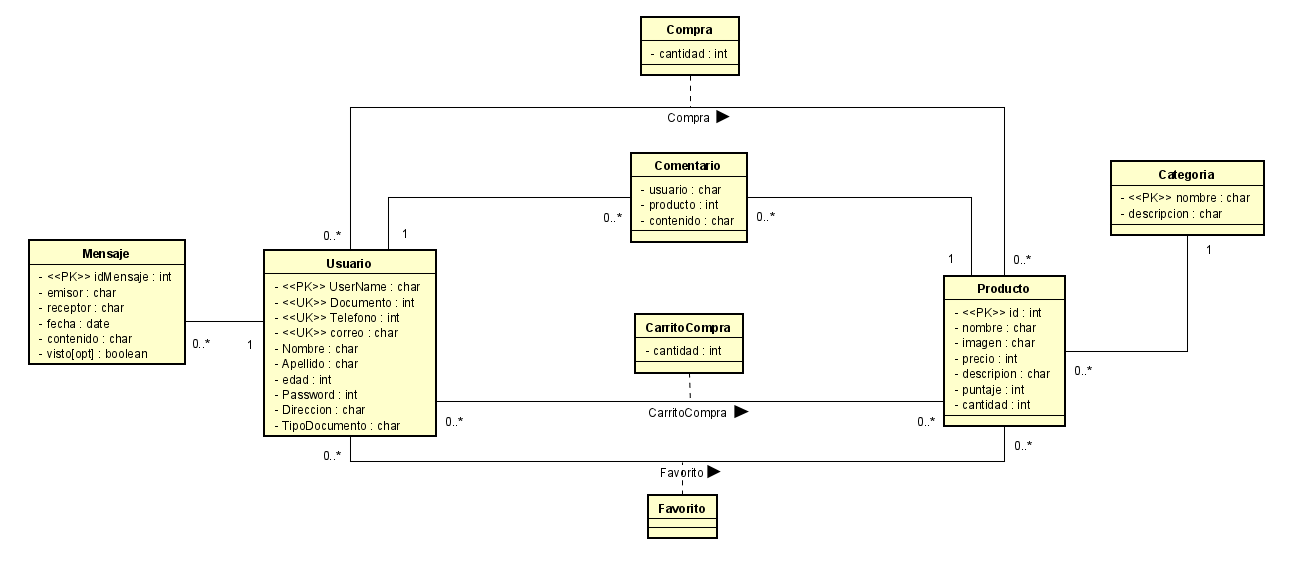 Compra
- cantidad : int
Compra
Comentario
- usuario : char
- producto : int
- contenido : char
0..*
0..*
Categoria
- <<PK>> nombre : char
- descripcion : char
1
0..*
1
1
0..*
Mensaje
- <<PK>> idMensaje : int
- emisor : char
- receptor : char
- fecha : date
- contenido : char
- visto[opt] : boolean
0..*
1
Usuario
- <<PK>> UserName : char
- <<UK>> Documento : int
- <<UK>> Telefono : int
- <<UK>> correo : char
- Nombre : char
- Apellido : char
- edad : int
- Password : int
- Direccion : char
- TipoDocumento : char
CarritoCompra
- cantidad : int
CarritoCompra
0..*
0..*
Producto
- <<PK>> id : int
- nombre : char
- imagen : char
- precio : int
- descripion : char
- puntaje : int
- cantidad : int
0..*
0..*
0..*
Favorito
Favorito